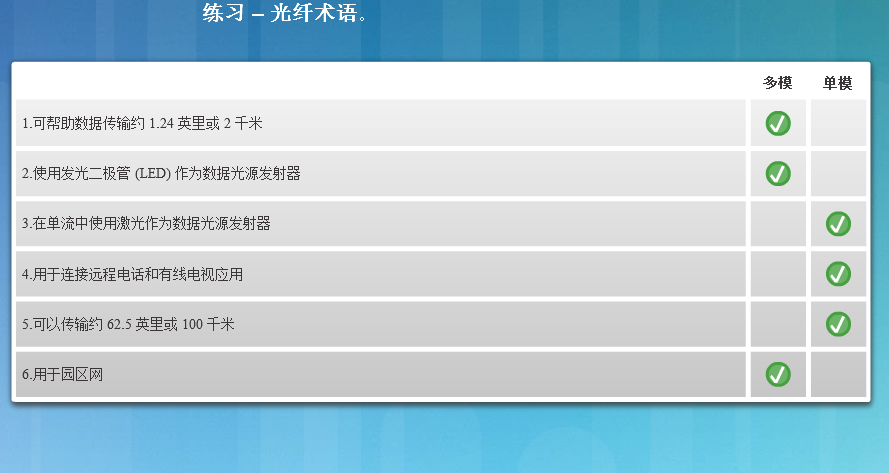 练习 – 光纤术语。
多模 单模
1.可帮助数据传输约 1.24 英里或 2 千米
2.使用发光二极管 (LED) 作为数据光源发射器
3.在单流中使用激光作为数据光源发射器
4.用于连接远程电话和有线电视应用
5.可以传输约 62.5 英里或 100 千米
6.用于园区网